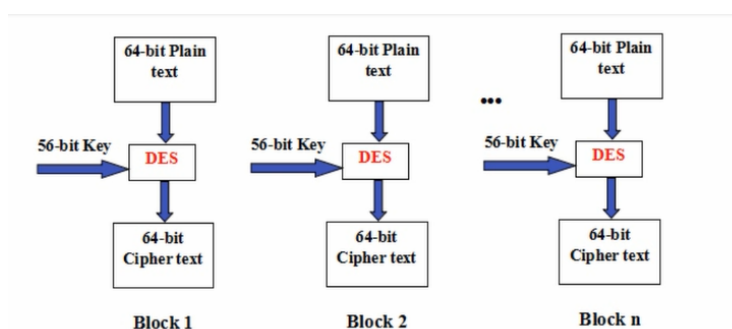 64-bit Plain
text
56-bit Key
DES
64-bit
Cipher text
Block 1
64-bit Plain
text
56-bit Key
DES
64-bit
Cipher text
Block 2
...
64-bit Plain
text
56-bit Key
DES
64-bit
Cipher text
Block n